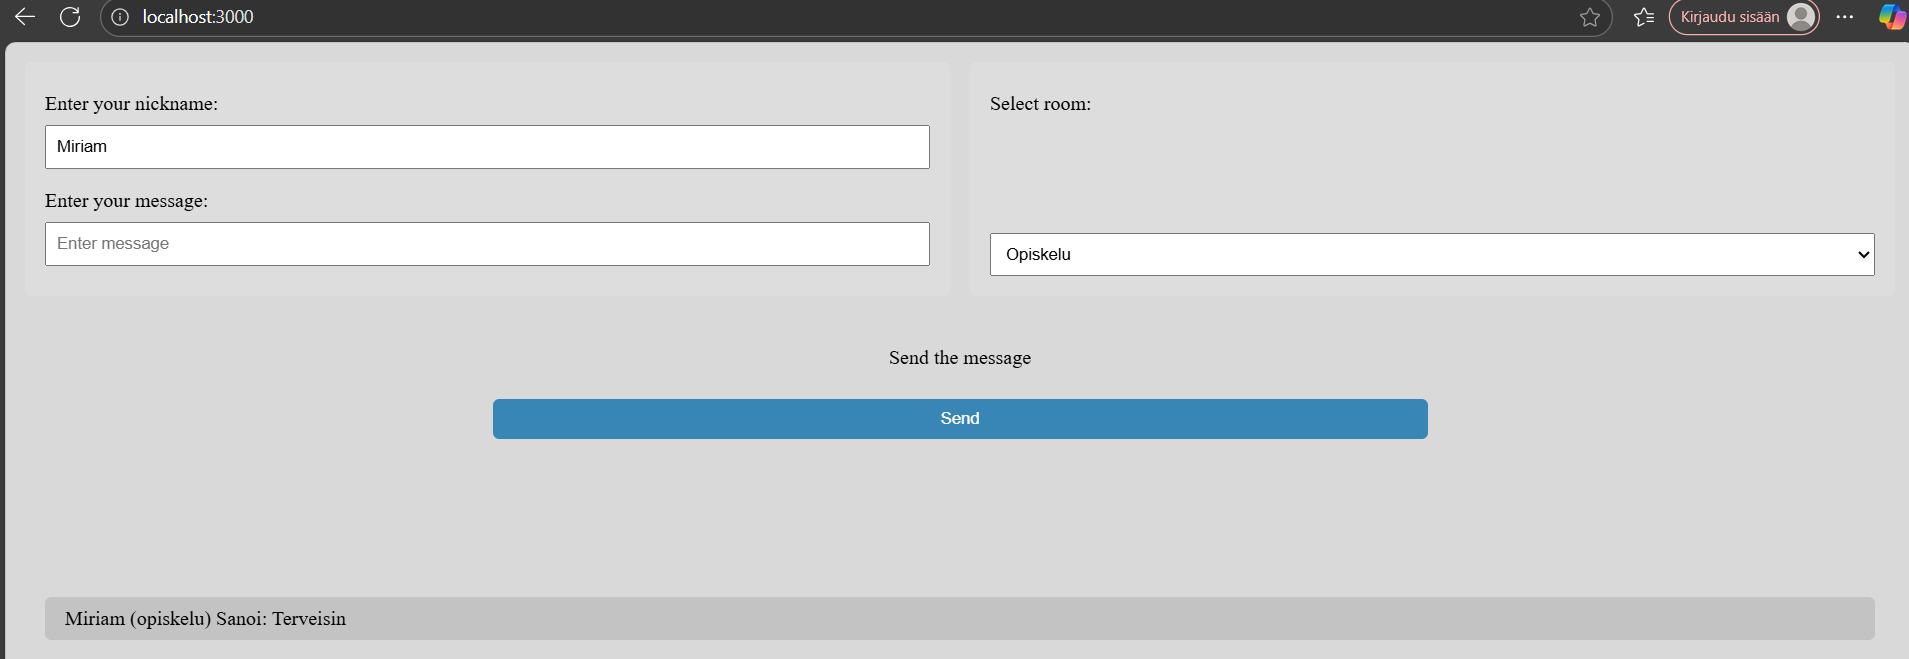 localhost:3000
Kirjaudu sisään
Enter your nickname:
Miriam
Enter your message:
Enter message
Select room:
Opiskelu
Send the message
Send
Miriam (opiskelu) Sanoi: Terveisin